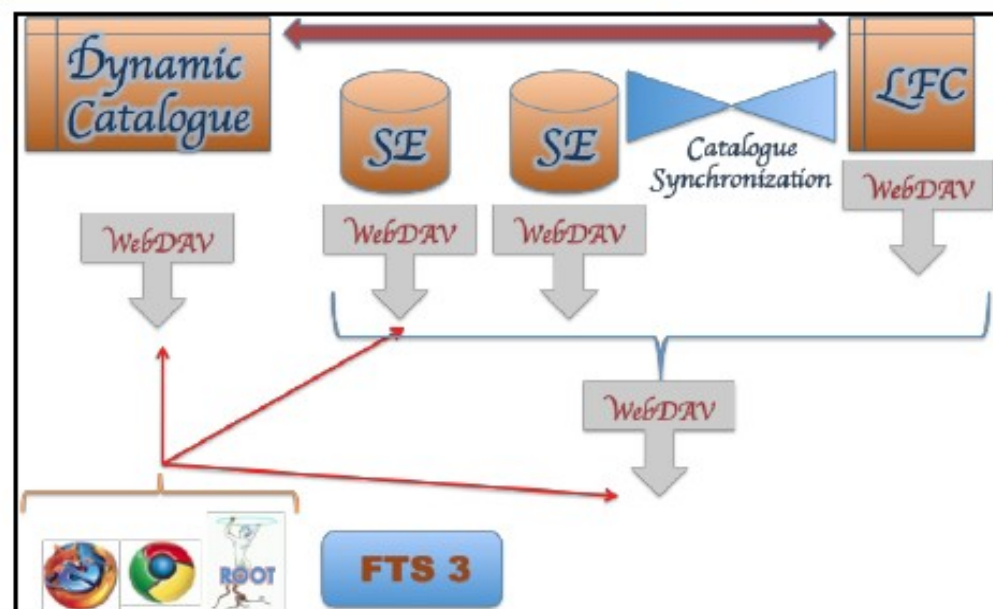 Dynamic
Catalogue
SE
SE
LFC
Catalogue
Synchronization
WebDAV
WebDAV
WebDAV
WebDAV
WebDAV
ROOT
FTS 3